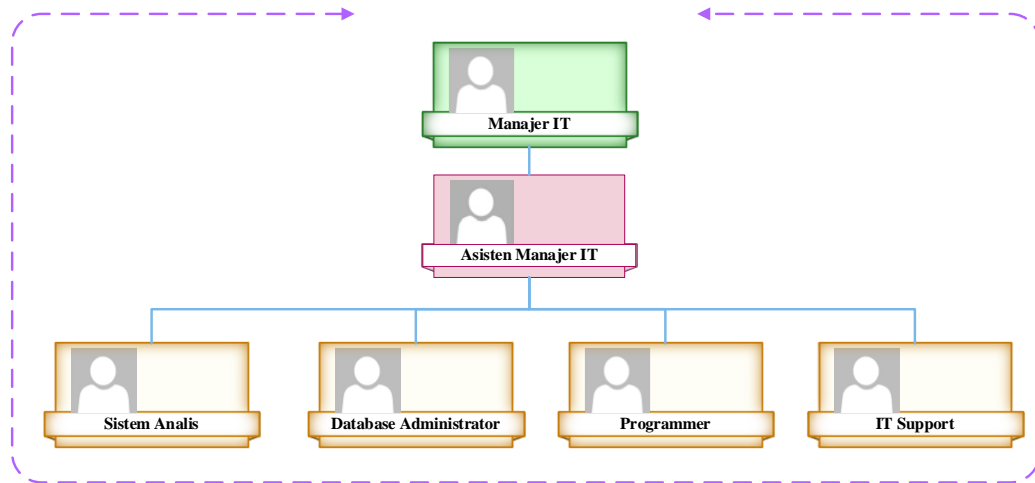 Manajer IT
Asisten Manajer IT
Sistem Analis
Database Administrator
Programmer
IT Support